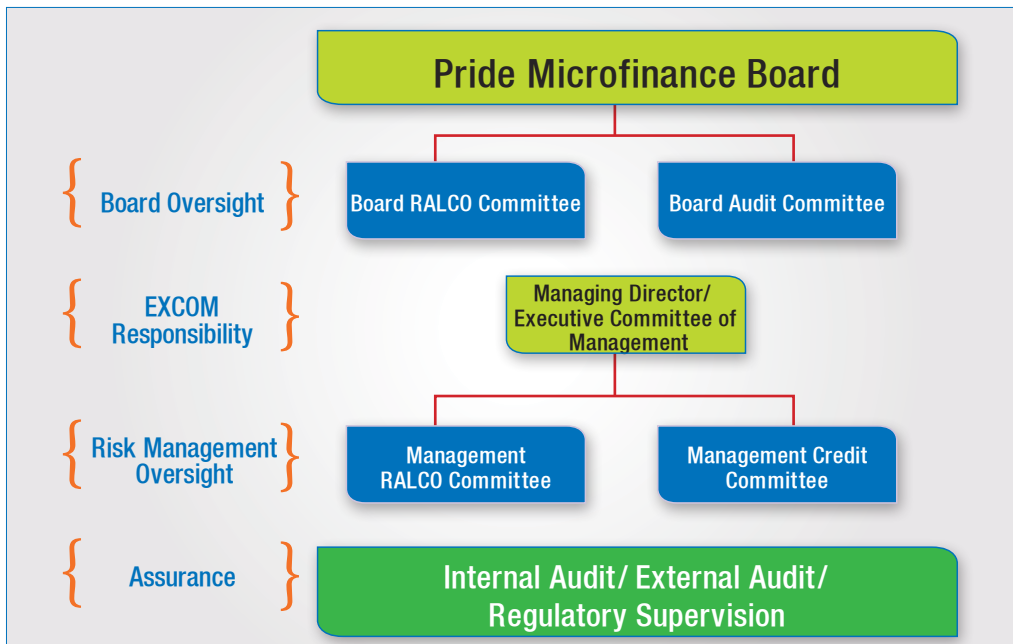 Pride Microfinance Board
Board Oversight
Board RALCO Committee
Board Audit Committee
EXCOM
Responsibility
Managing Director/
Executive Committee of
Management
Risk Management
Oversight
Management
RALCO Committee
Management Credit
Committee
Assurance
Internal Audit/ External Audit/
Regulatory Supervision